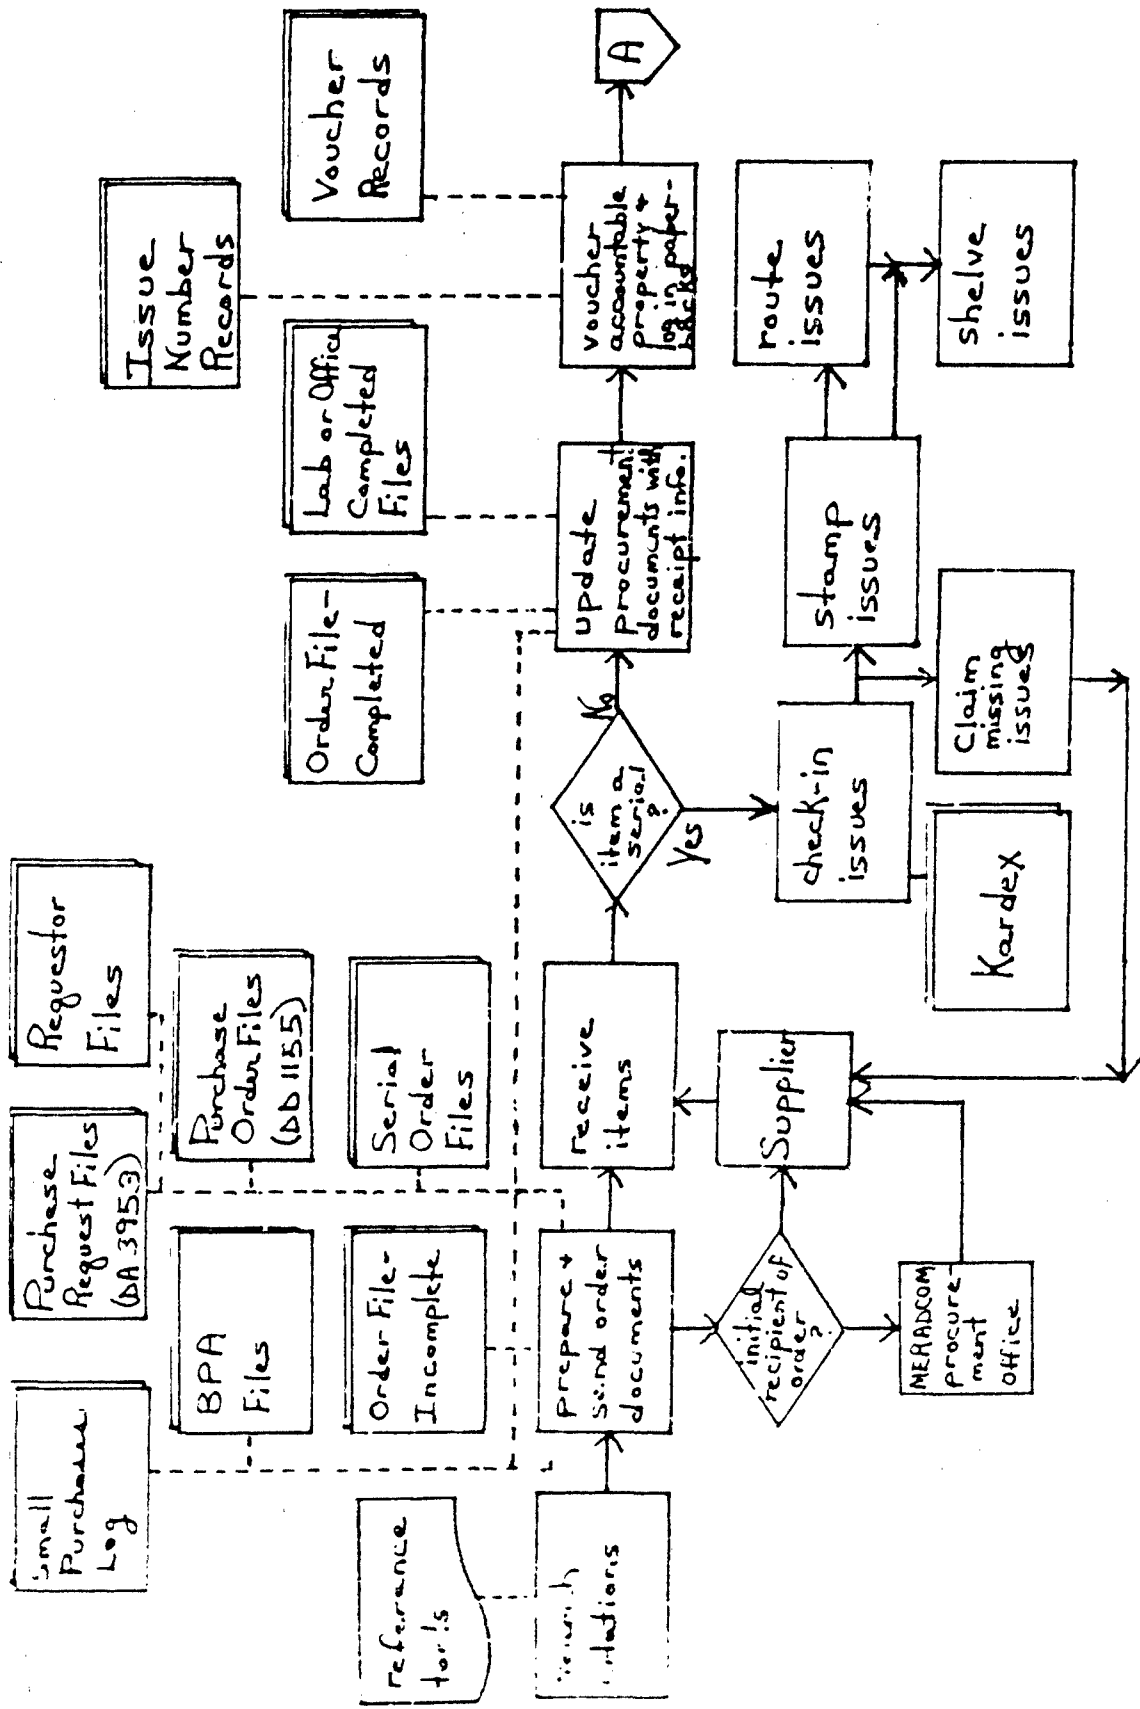 Small
Purchases
Log
Purchase
Request Files
(DA 3953)
Requestor
Files
Issue
Number
Records
BPA
Files
Purchase
Order Files
(DD 1155)
Order File-
Incomplete
Serial
Order
Files
Order File-
Completed
Lab or Office
Completed
Files
Voucher
Records
reference
tools
citations
prepare +
send order
documents
receive
items
is
item a
serial
?
No
Yes
update
procurement
documents with
receipt info.
voucher
accountable
property +
log in paper-
backs
A
initial
recipient of
order
?
Supplier
check-in
issues
stamp
issues
route
issues
MERADCOM
procure-
ment
office
Kardex
Claim
missing
issues
shelve
issues